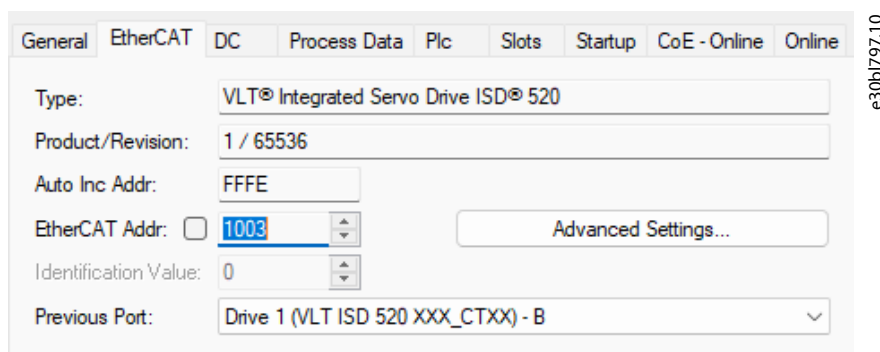 General EtherCAT DC Process Data Plc Slots Startup CoE - Online Online
Type: VLT® Integrated Servo Drive ISD® 520
Product/Revision: 1 / 65536
Auto Inc Addr: FFFE
EtherCAT Addr: 1003 Advanced Settings...
Identification Value: 0
Previous Port: Drive 1 (VLT ISD 520 XXX_CTXX) - B
e30bl797.10